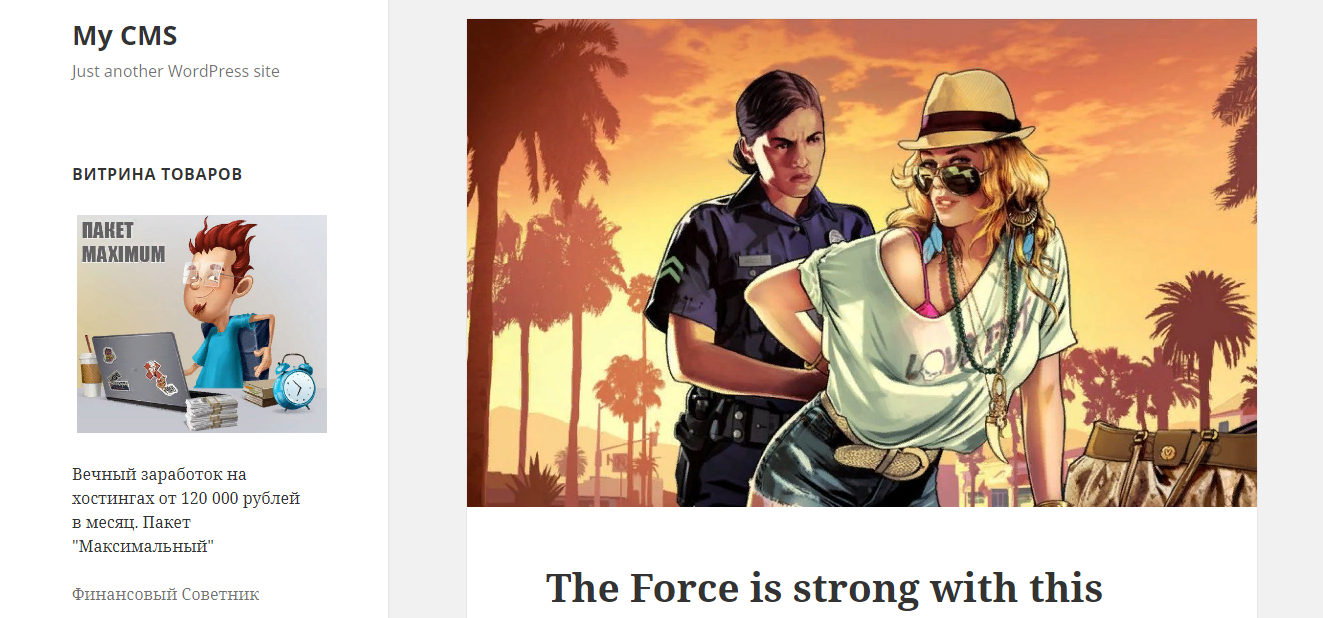 My CMS
Just another WordPress site
ВИТРИНА ТОВАРОВ
ПАКЕТ
MAXIMUM
Вечный заработок на
хостингах от 120 000 рублей
в месяц. Пакет
"Максимальный"
Финансовый Советник
The Force is strong with this